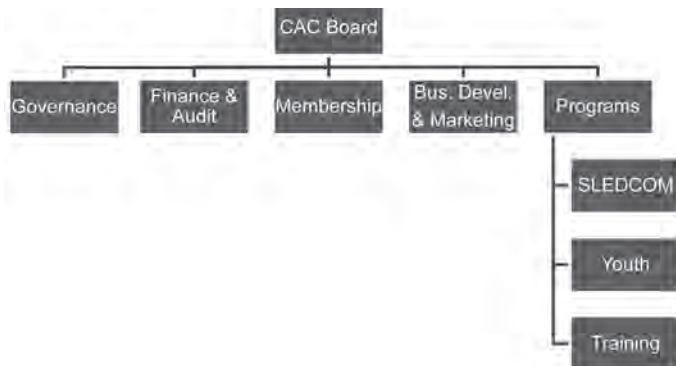 CAC Board
Governance
Finance &
Audit
Membership
Bus. Devel.
& Marketing
Programs
SLEDCOM
Youth
Training